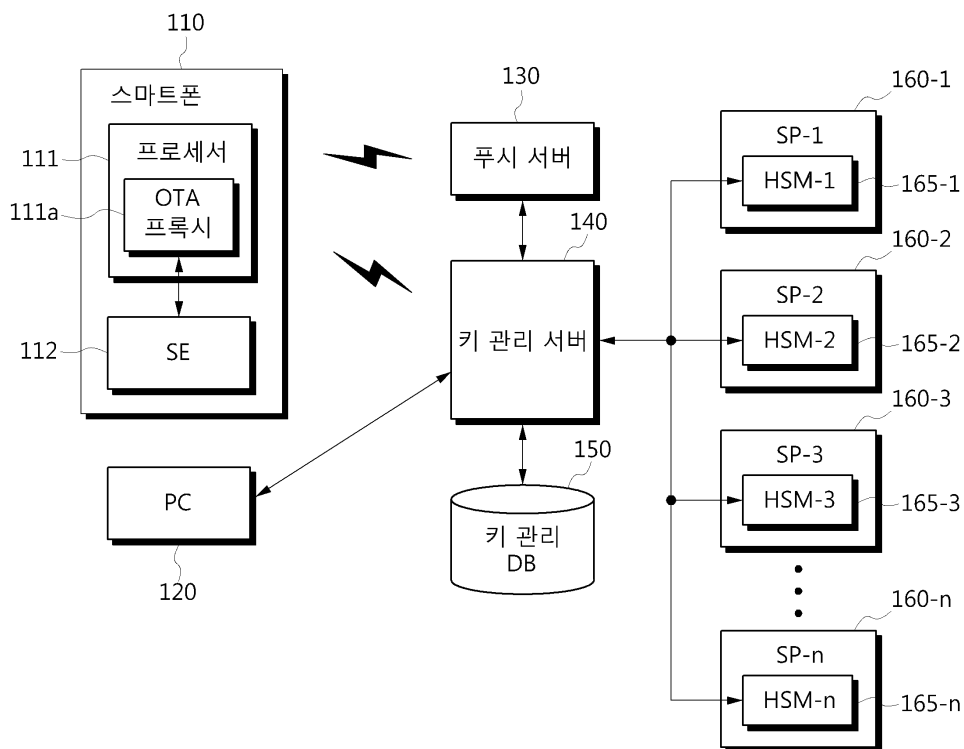 110
스마트폰
111
프로세서
111a
OTA
프록시
112
SE
PC
120
130
푸시 서버
140
키 관리 서버
150
키 관리
DB
160-1
SP-1
HSM-1
165-1
160-2
SP-2
HSM-2
165-2
160-3
SP-3
HSM-3
165-3
160-n
SP-n
HSM-n
165-n